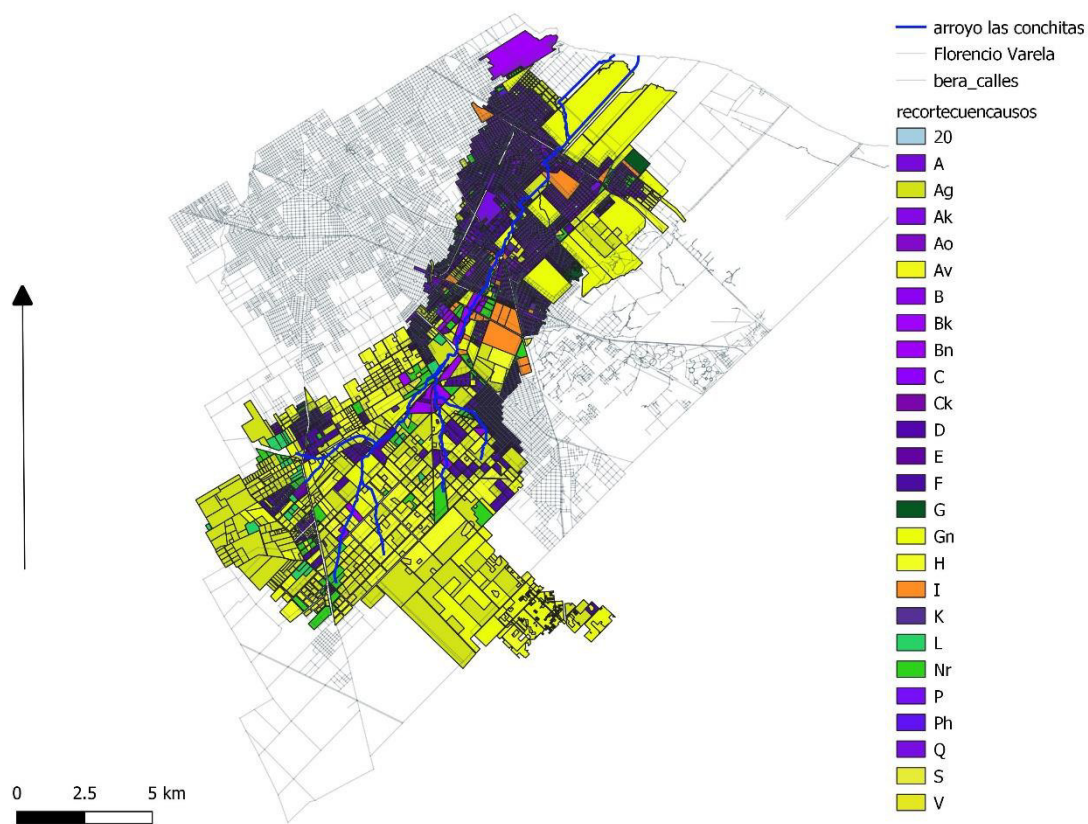 arroyo las conchitas
Florencio Varela
bera_calles
recortecuencausos
20
A
Ag
Ak
Ao
Av
B
Bk
Bn
C
Ck
D
E
F
G
Gn
H
I
K
L
Nr
P
Ph
Q
S
V
0 2.5 5 km